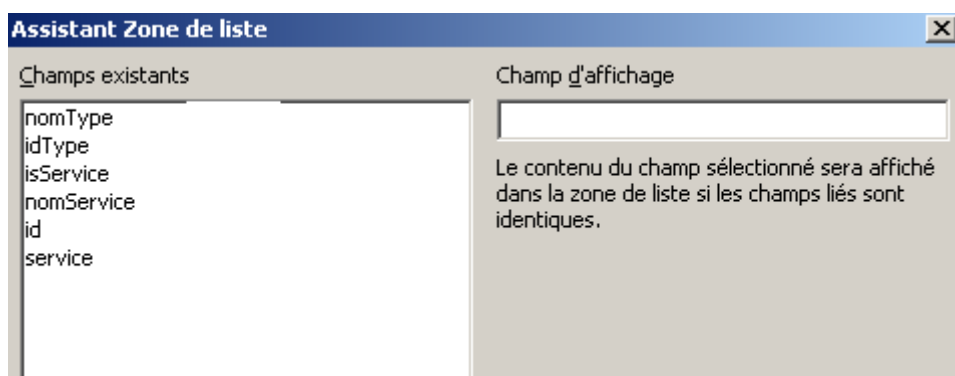 Assistant Zone de liste
Champs existants
nomType
idType
isService
nomService
id
service
Champ d'affichage
Le contenu du champ sélectionné sera affiché
dans la zone de liste si les champs liés sont
identiques.